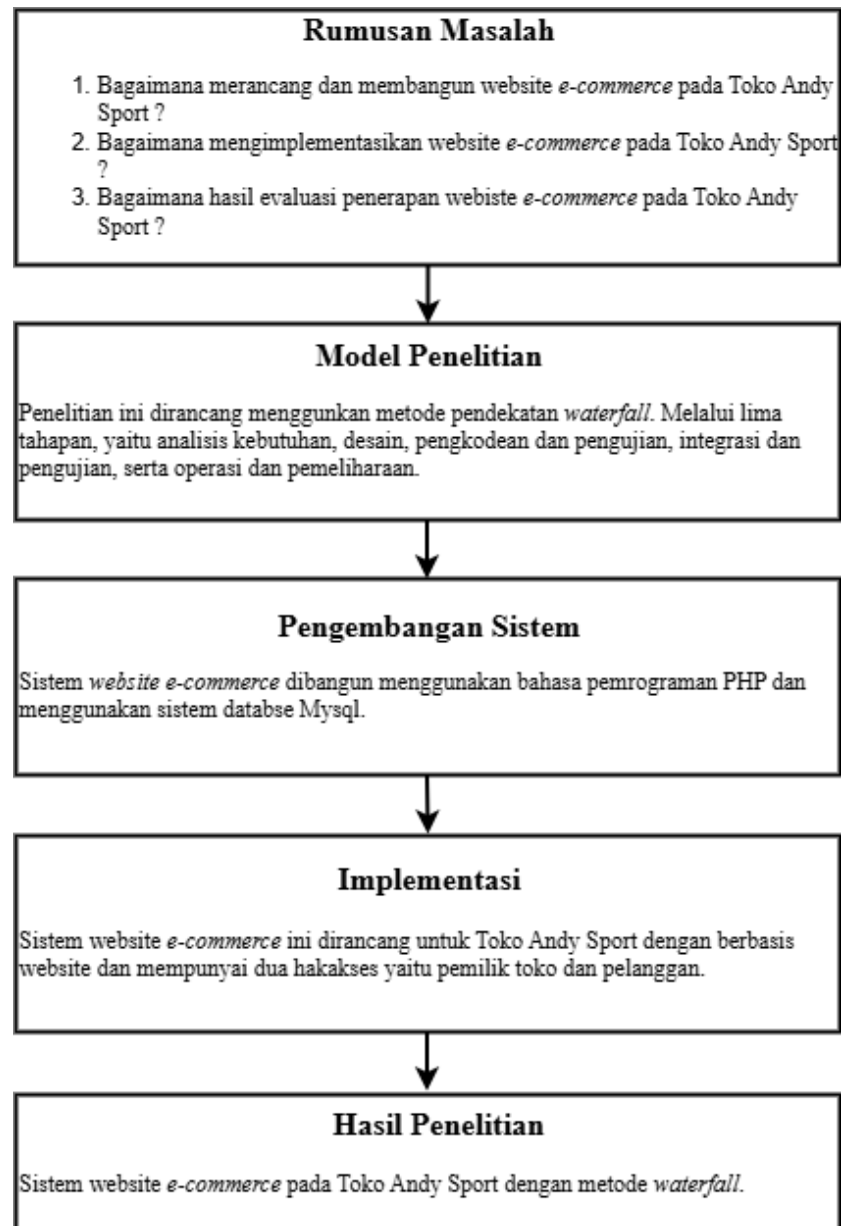 Rumusan Masalah
1. Bagaimana merancang dan membangun website e-commerce pada Toko Andy
Sport ?
2. Bagaimana mengimplementasikan website e-commerce pada Toko Andy Sport
?
3. Bagaimana hasil evaluasi penerapan webiste e-commerce pada Toko Andy
Sport ?
Model Penelitian
Penelitian ini dirancang menggunkan metode pendekatan waterfall. Melalui lima
tahapan, yaitu analisis kebutuhan, desain, pengkodean dan pengujian, integrasi dan
pengujian, serta operasi dan pemeliharaan.
Pengembangan Sistem
Sistem website e-commerce dibangun menggunakan bahasa pemrograman PHP dan
menggunakan sistem databse Mysql.
Implementasi
Sistem website e-commerce ini dirancang untuk Toko Andy Sport dengan berbasis
website dan mempunyai dua hakakses yaitu pemilik toko dan pelanggan.
Hasil Penelitian
Sistem website e-commerce pada Toko Andy Sport dengan metode waterfall.